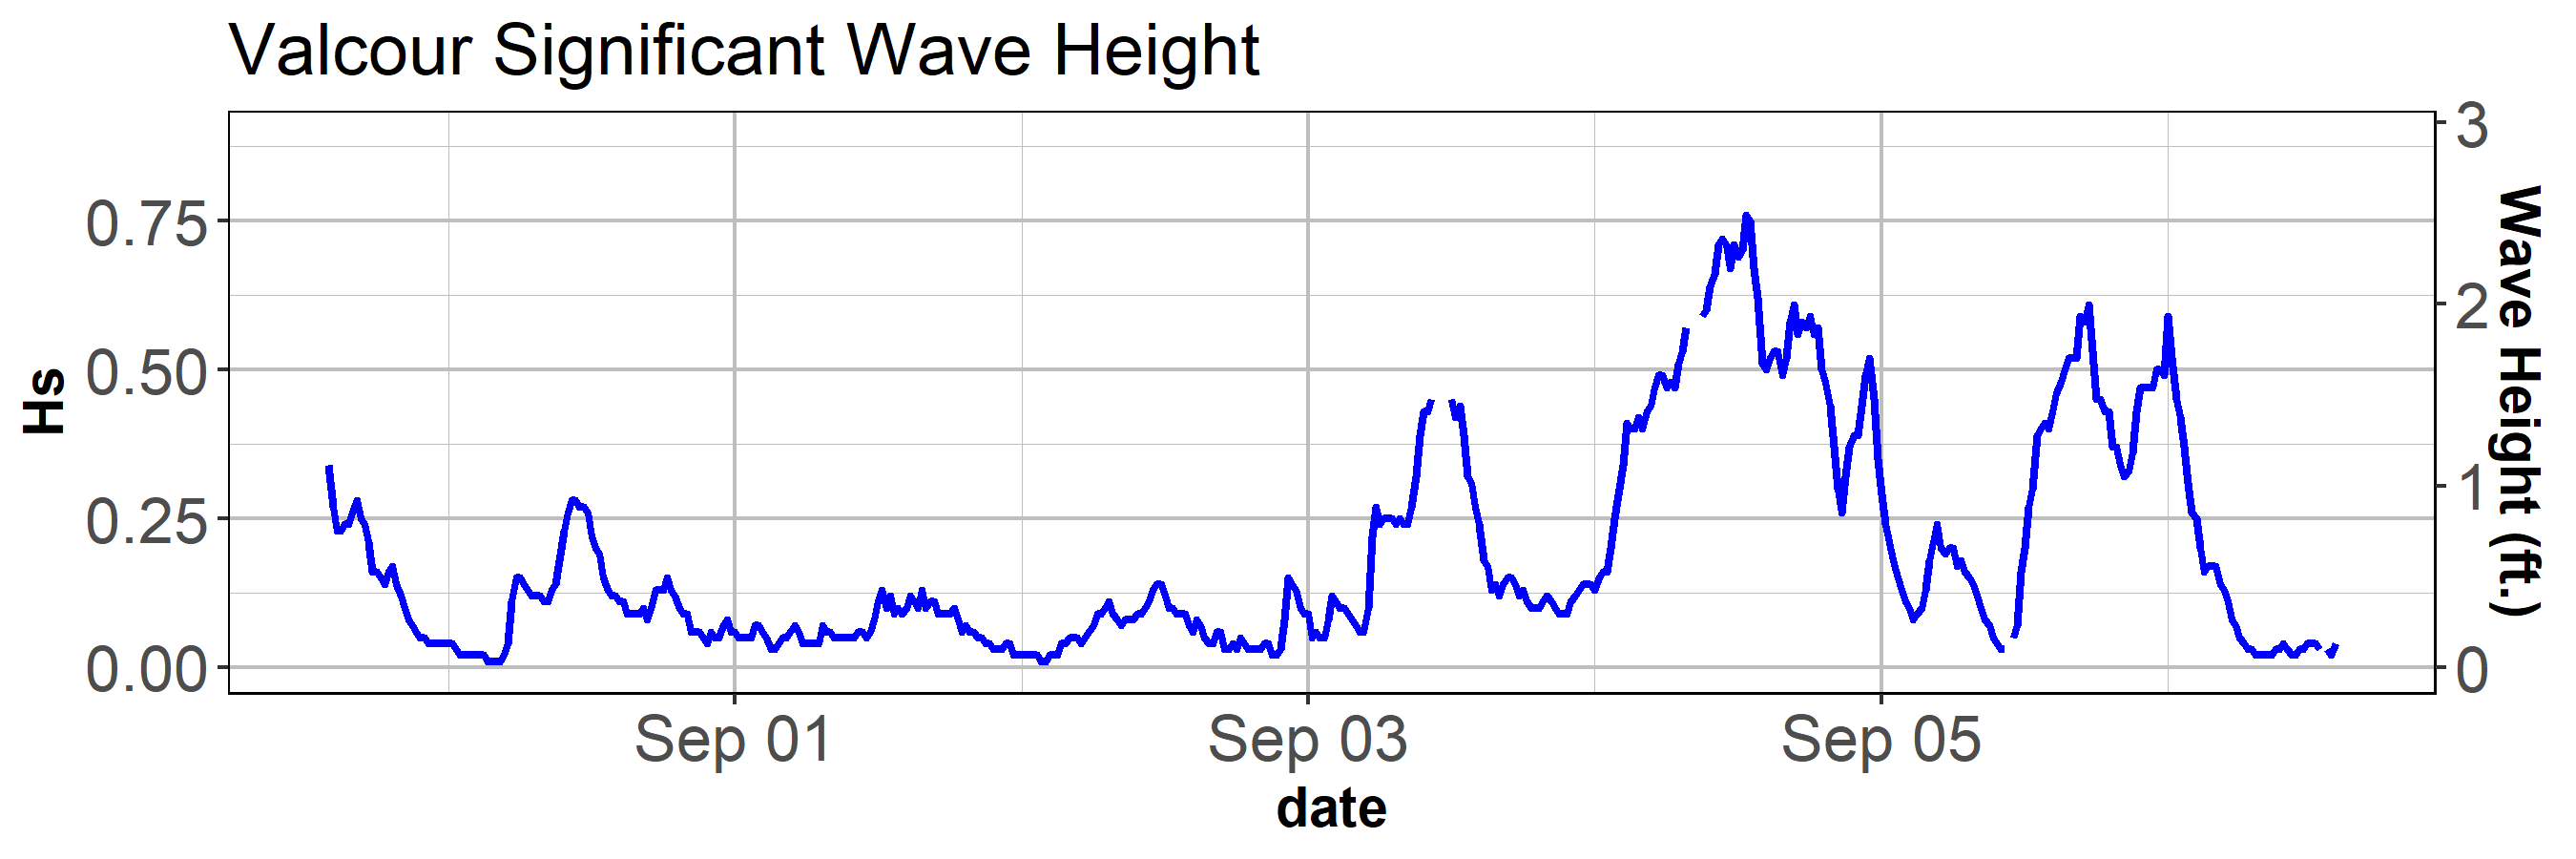 Valcour Significant Wave Height
Hs
0.75
0.50
0.25
0.00
3
2
1
0
Wave Height (ft.)
Sep 01 Sep 03 Sep 05
date